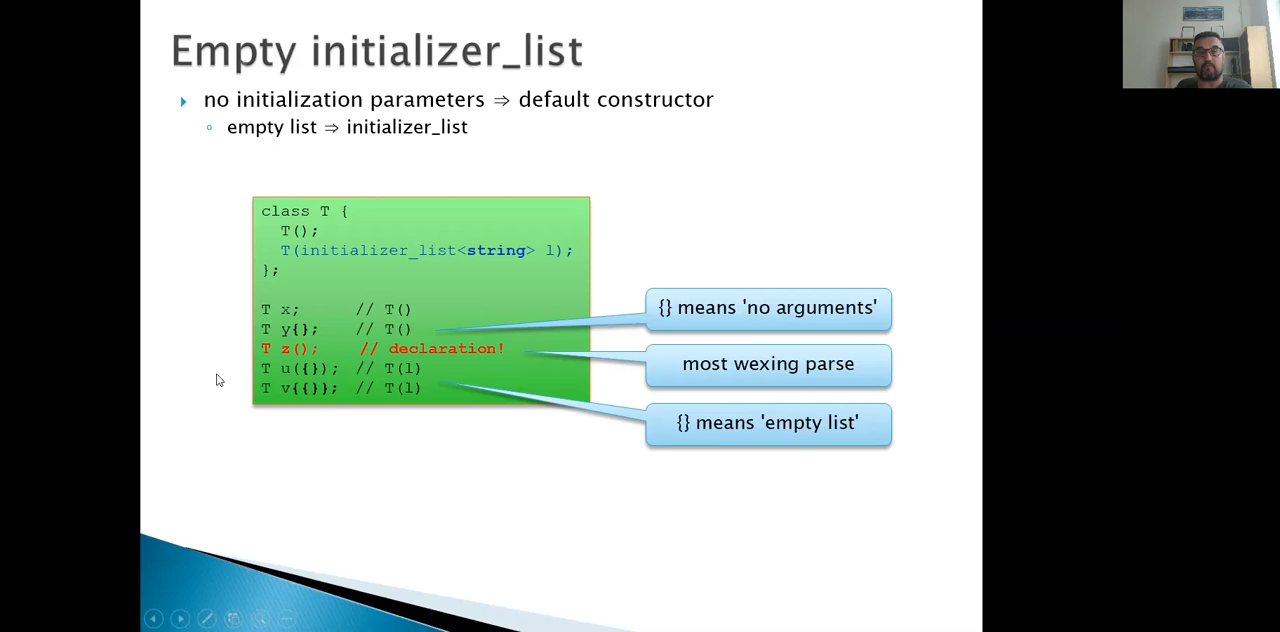 Empty initializer_list
no initialization parameters ⇒ default constructor
empty list ⇒ initializer_list
class T {
T();
T(initializer_list<string> l);
};
T x; // T()
T y{}; // T()
T z(); // declaration!
T u({}); // T(l)
T v{{}}; // T(l)
{} means 'no arguments'
most wexing parse
{} means 'empty list'